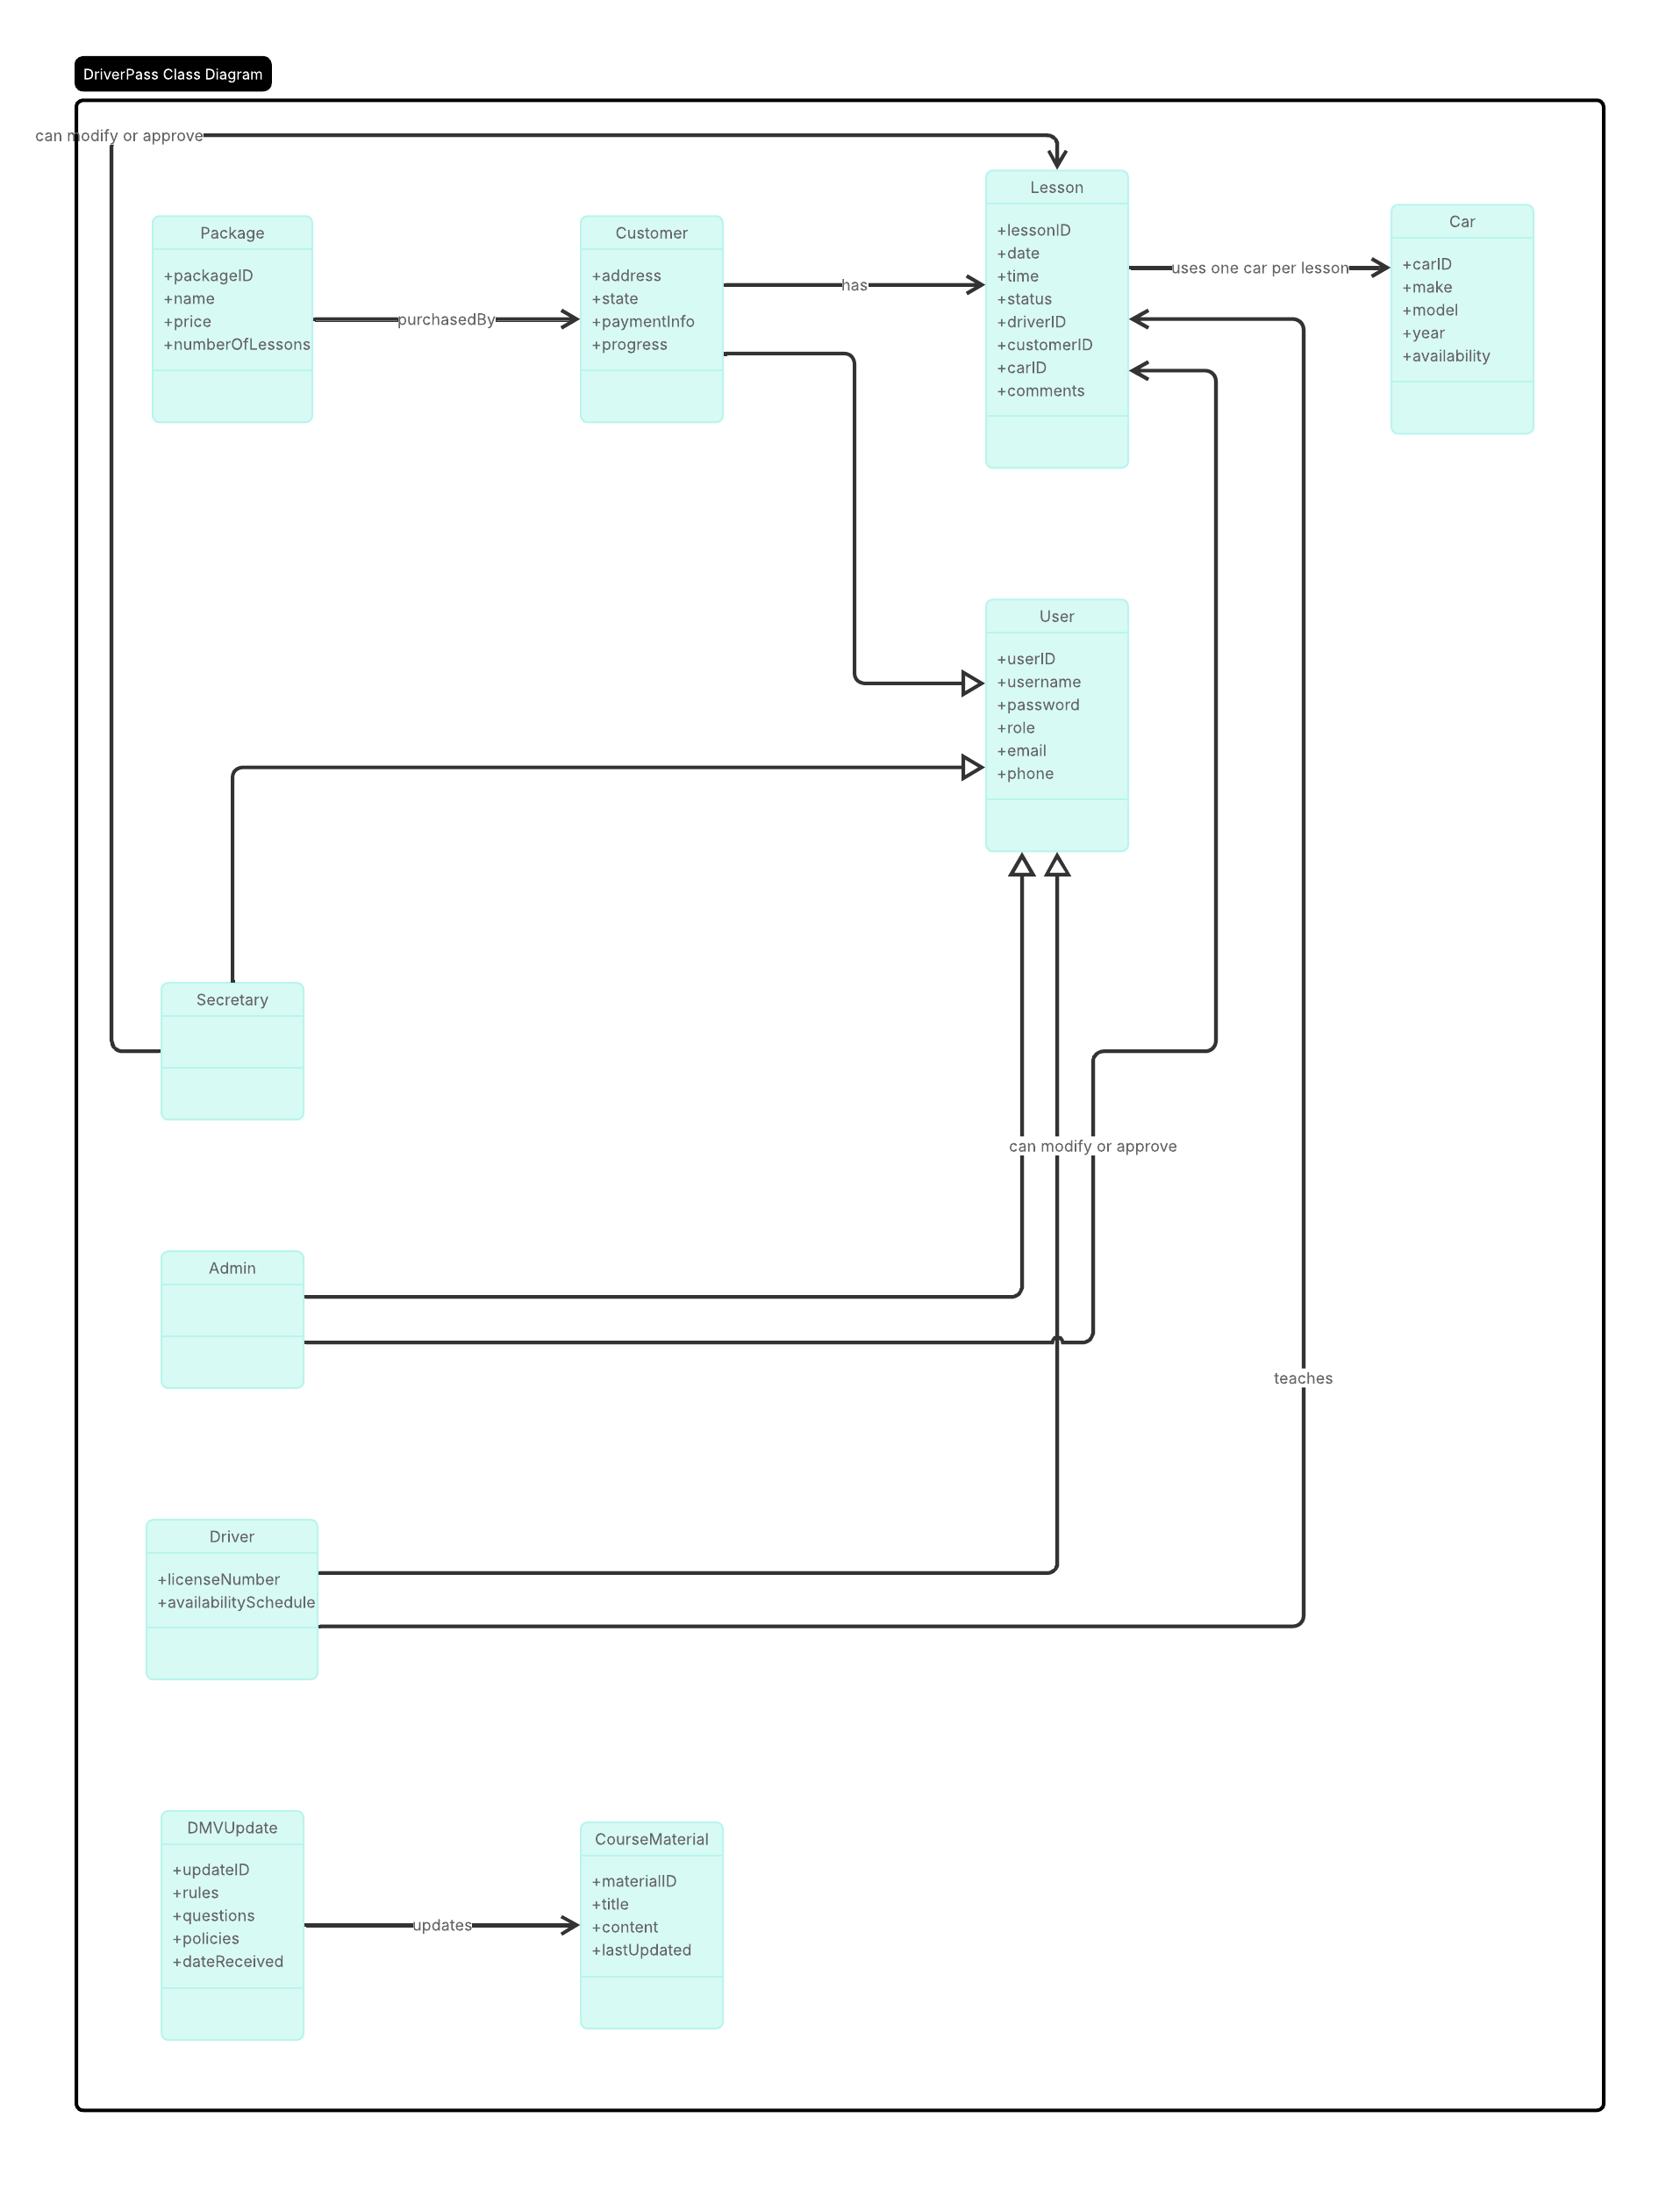 DriverPass Class Diagram
can modify or approve
Package
+packageID
+name
+price
+numberOfLessons
purchasedBy
Customer
+address
+state
+paymentInfo
+progress
has
Lesson
+lessonID
+date
+time
+status
+driverID
+customerID
+carID
+comments
uses one car per lesson
Car
+carID
+make
+model
+year
+availability
User
+userID
+username
+password
+role
+email
+phone
Secretary
can modify or approve
Admin
teaches
Driver
+licenseNumber
+availabilitySchedule
DMVUpdate
+updateID
+rules
+questions
+policies
+dateReceived
updates
CourseMaterial
+materialID
+title
+content
+lastUpdated